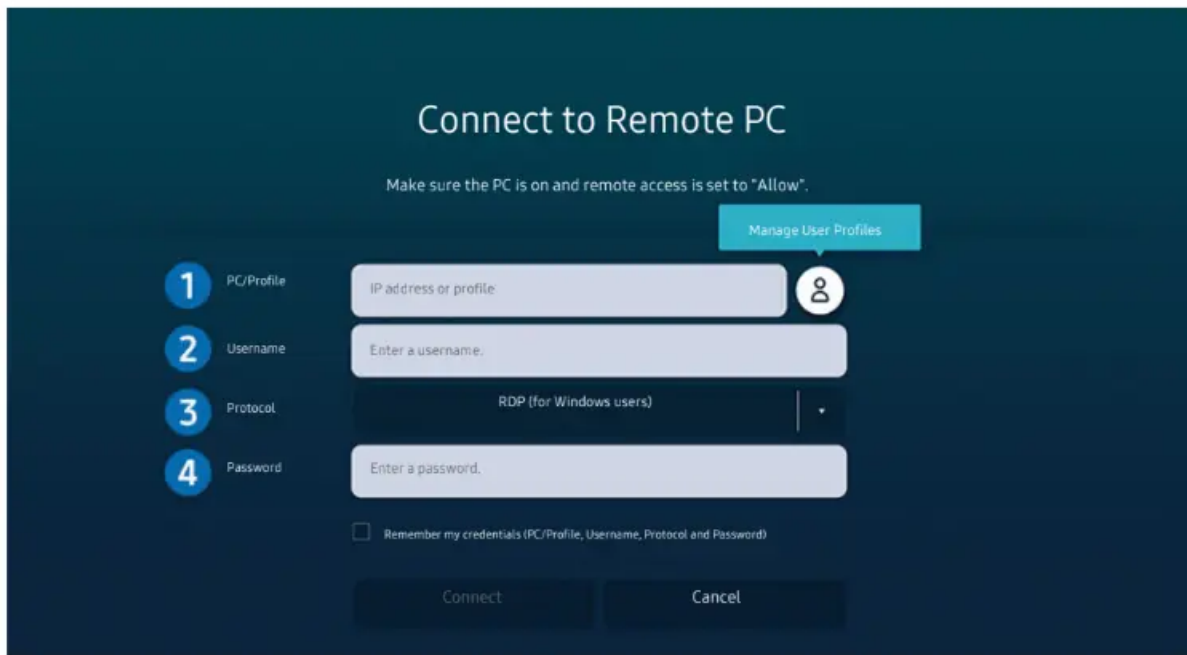 Connect to Remote PC
Make sure the PC is on and remote access is set to "Allow".
Manage User Profiles
1 PC/Profile IP address or profile
2 Username Enter a username.
3 Protocol RDP (for Windows users)
4 Password Enter a password.
Remember my credentials (PC/Profile, Username, Protocol and Password)
Connect Cancel